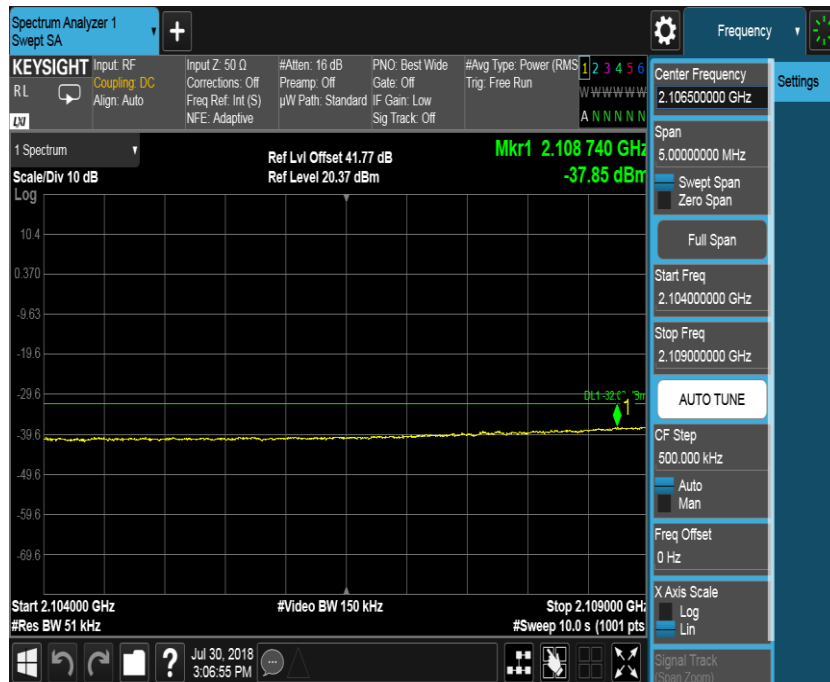 Spectrum Analyzer 1
Swept SA
+
Frequency
KEYSIGHT
RL
LXI
Input: RF
Coupling: DC
Align: Auto
Input Z: 50 Ω
Corrections: Off
Freq Ref: Int (S)
NFE: Adaptive
#Atten: 16 dB
Preamp: Off
µW Path: Standard
PNO: Best Wide
Gate: Off
IF Gain: Low
Sig Track: Off
#Avg Type: Power (RMS
Trig: Free Run
1 2 3 4 5 6
W W W W W W
A N N N N N
1 Spectrum
Scale/Div 10 dB
Log
Ref Lvl Offset 41.77 dB
Ref Level 20.37 dBm
Mkr1 2.108 740 GHz
-37.85 dBm
10.4
0.370
-9.63
-19.6
-29.6
-39.6
-49.6
-59.6
-69.6
1
Start 2.104000 GHz
#Res BW 51 kHz
#Video BW 150 kHz
Stop 2.109000 GHz
#Sweep 10.0 s (1001 pts
?
Jul 30, 2018
3:06:55 PM
Center Frequency
2.106500000 GHz
Span
5.00000000 MHz
Swept Span
Zero Span
Full Span
Start Freq
2.104000000 GHz
Stop Freq
2.109000000 GHz
AUTO TUNE
CF Step
500.000 kHz
Auto
Man
Freq Offset
0 Hz
X Axis Scale
Log
Lin
Signal Track
(Span Zoom)
Settings